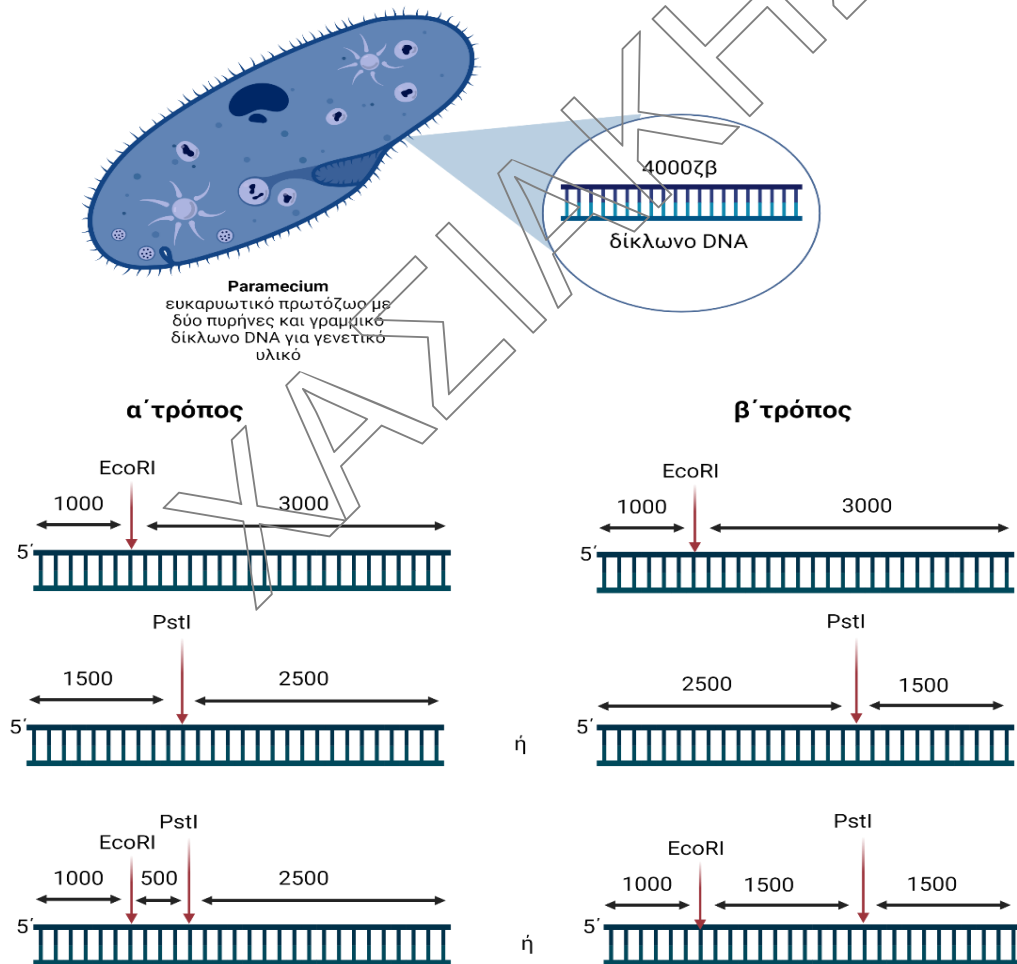 4000ζβ
δίκλωνο DNA
Paramecium
ευκαρυωτικό πρωτόζωο με
δύο πυρήνες και γραμμικό
δίκλωνο DNA για γενετικό
υλικό
α΄τρόπος
β΄τρόπος
EcoRI
1000
3000
5΄
EcoRI
1000
3000
5΄
PstI
1500
2500
5΄
ή
PstI
2500
1500
5΄
PstI
EcoRI
1000
500
2500
5΄
ή
PstI
EcoRI
1000
1500
1500
5΄